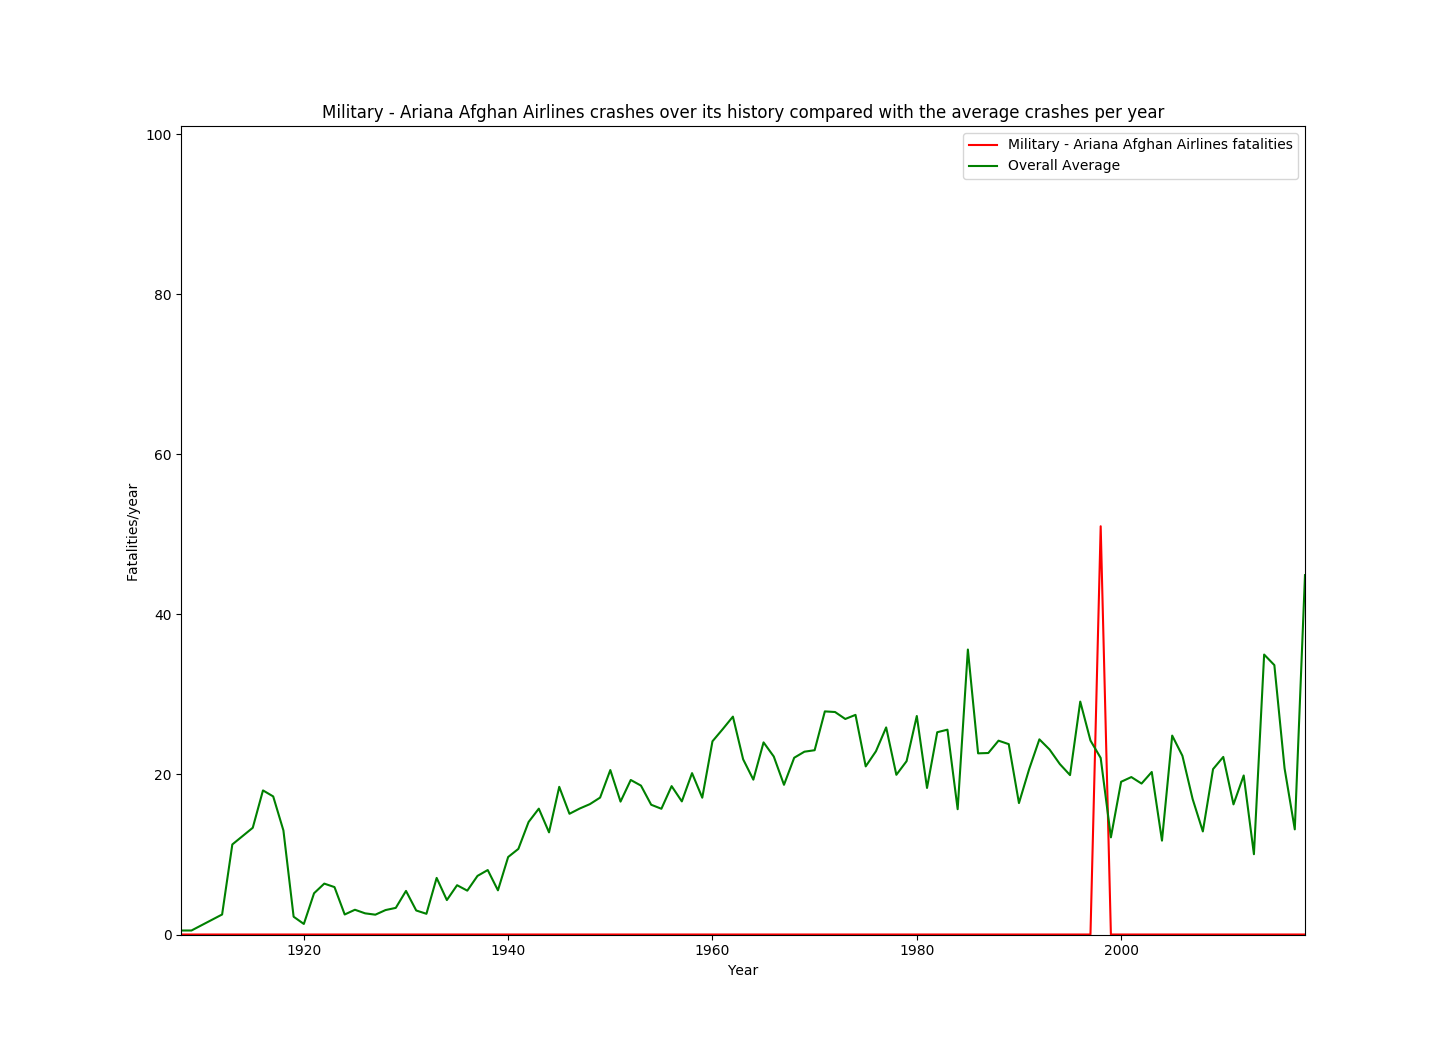 Military - Ariana Afghan Airlines crashes over its history compared with the average crashes per year
Military - Ariana Afghan Airlines fatalities
Overall Average
100
80
60
40
20
0
Fatalities/year
1920 1940 1960 1980 2000
Year